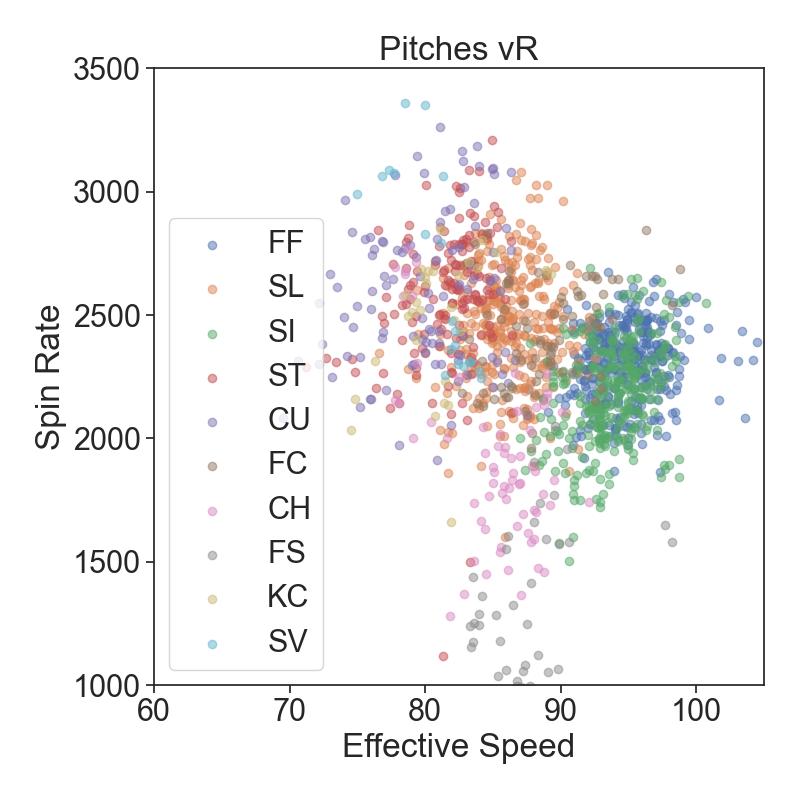 Pitches vR
3500
3000
2500
2000
1500
1000
Spin Rate
FF
SL
SI
ST
CU
FC
CH
FS
KC
SV
60
70
80
90
100
Effective Speed